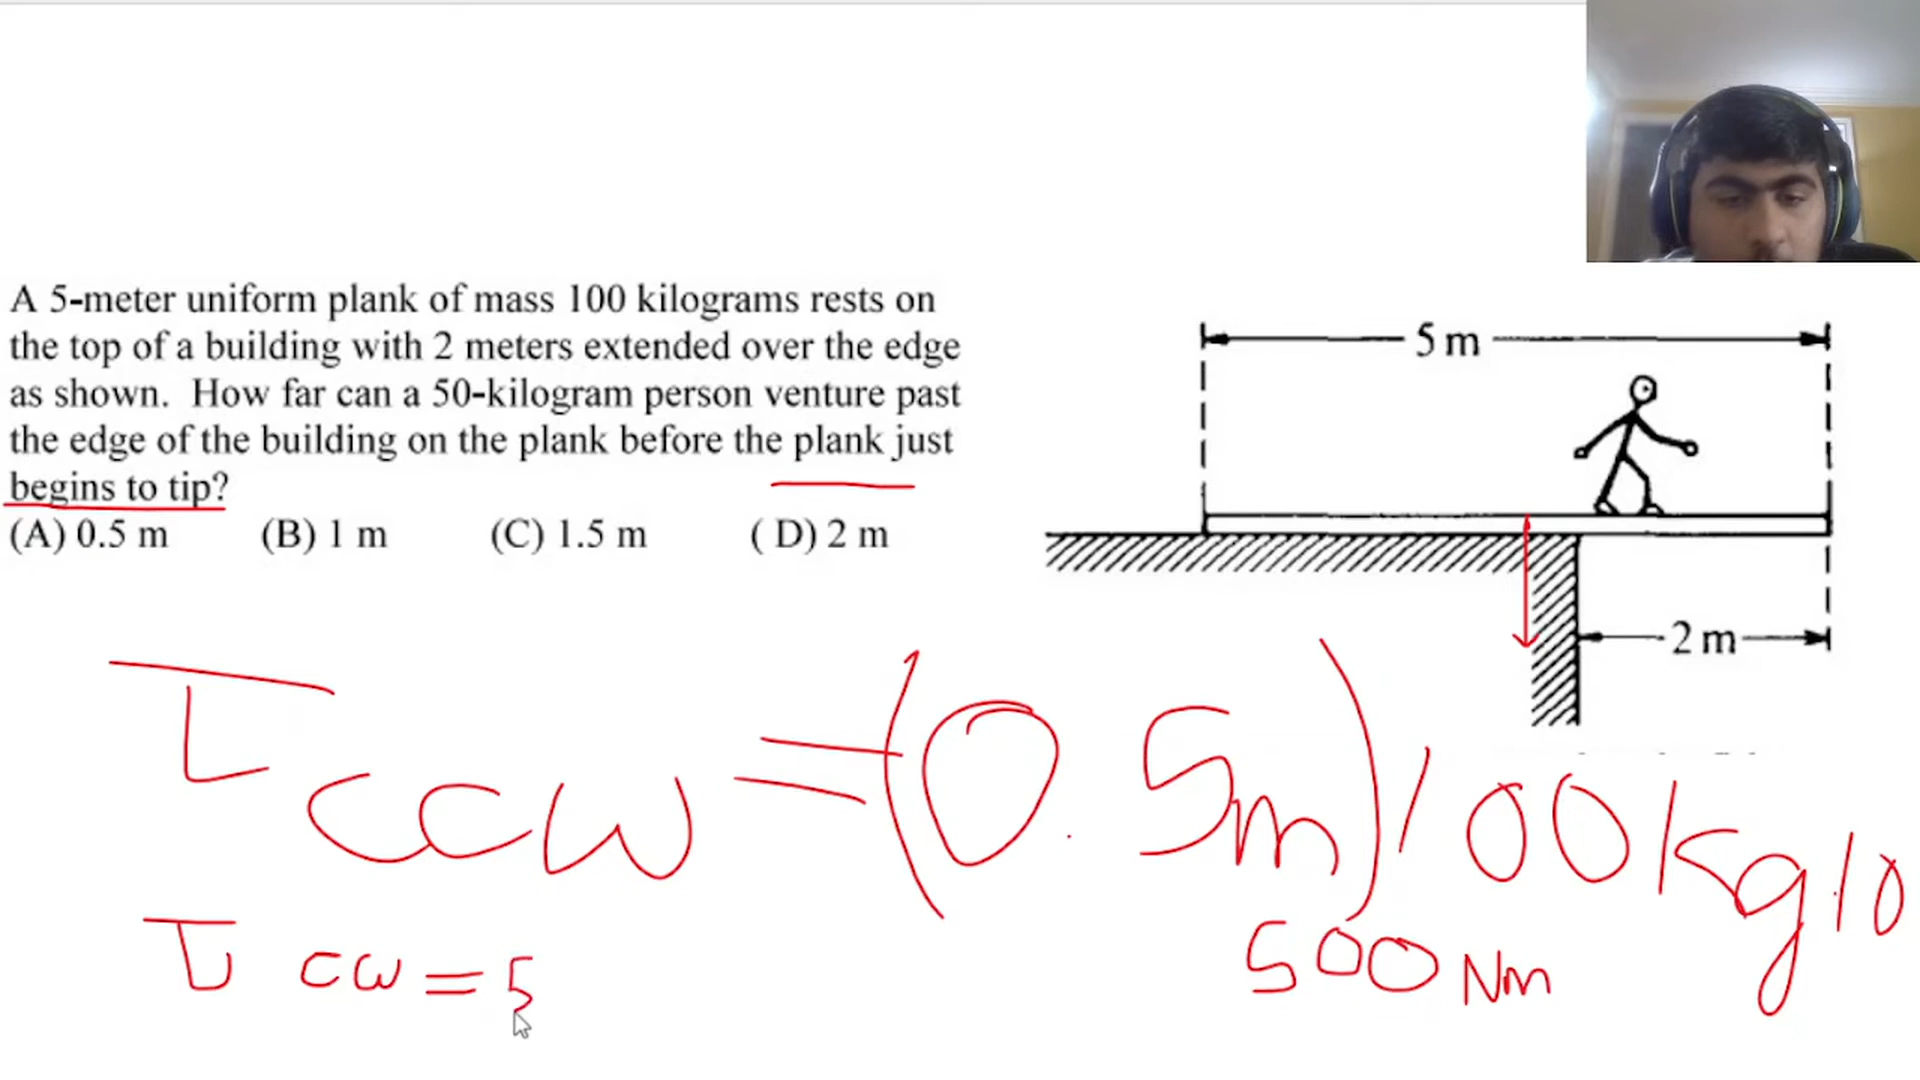 A 5-meter uniform plank of mass 100 kilograms rests on
the top of a building with 2 meters extended over the edge
as shown. How far can a 50-kilogram person venture past
the edge of the building on the plank before the plank just
begins to tip?
(A) 0.5 m (B) 1 m (C) 1.5 m ( D) 2 m
5 m
2 m
τ ccw = (0.5m) 100kg 10
500 Nm
τ cw = 5